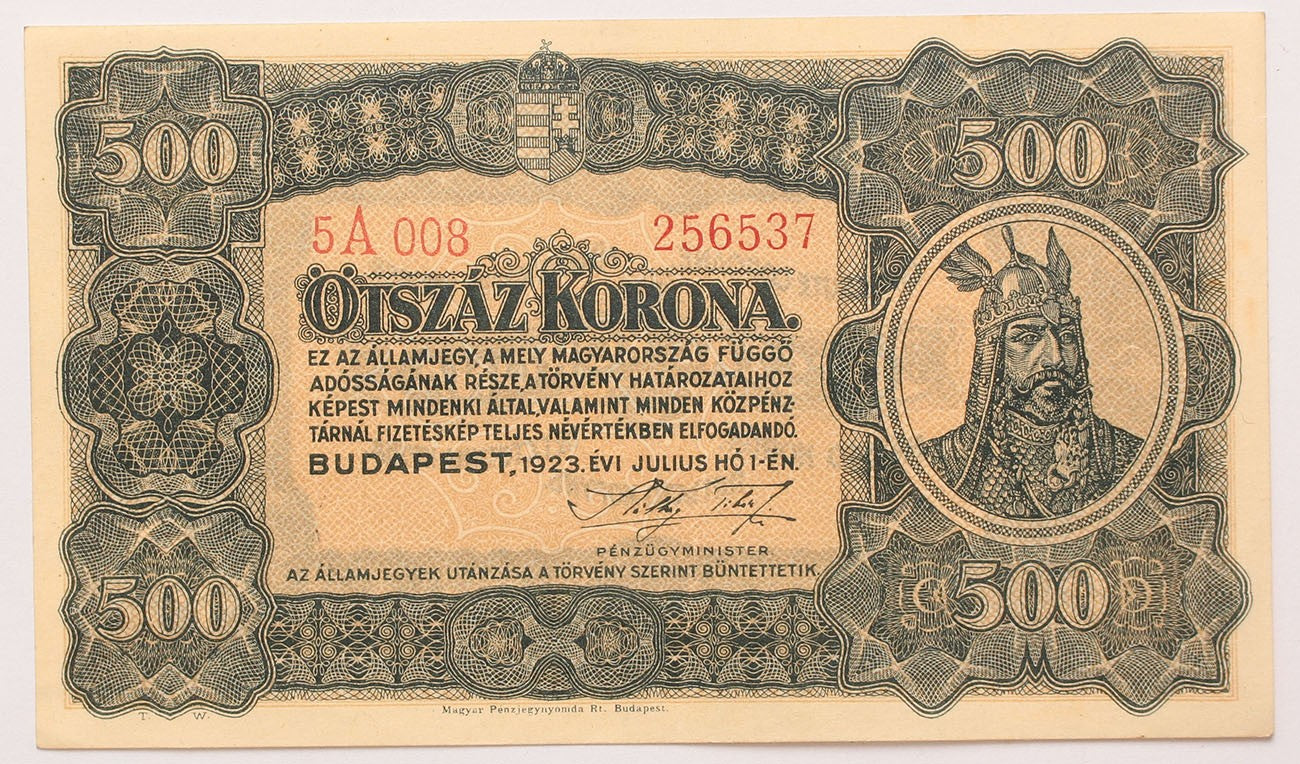 500
500
5A 008
256537
ÖTSZÁZ KORONA.
EZ AZ ÁLLAMJEGY, A MELY MAGYARORSZÁG FÜGGŐ
ADÓSSÁGÁNAK RÉSZE, A TÖRVÉNY HATÁROZATAIHOZ
KÉPEST MINDENKI ÁLTAL, VALAMINT MINDEN KÖZPÉNZ-
TÁRNÁL FIZETÉSKÉP TELJES NÉVÉRTÉKBEN ELFOGADANDÓ.
BUDAPEST, 1923. ÉVI JULIUS HÓ 1-ÉN.
PÉNZÜGYMINISTER.
AZ ÁLLAMJEGYEK UTÁNZÁSA A TÖRVÉNY SZERINT BÜNTETTETIK.
500
500
T. W.
Magyar Pénzjegynyomda Rt. Budapest.